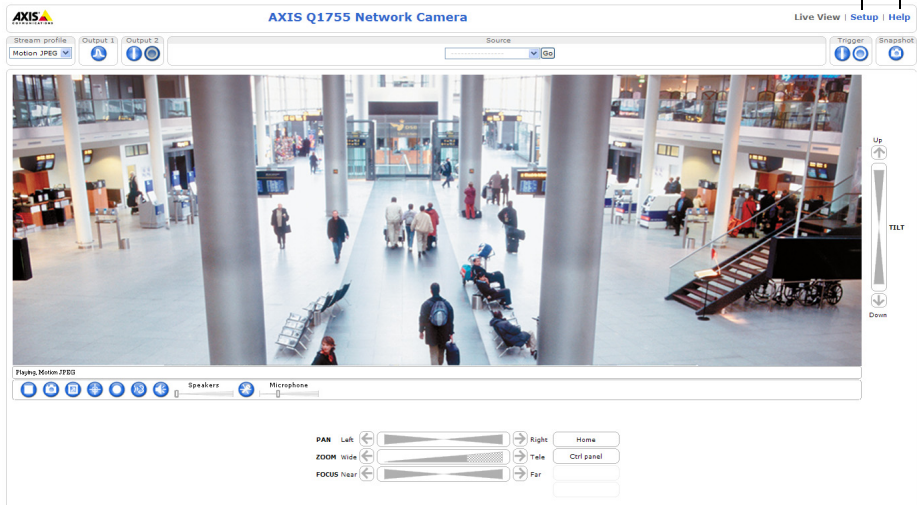 AXIS
COMMUNICATIONS
AXIS Q1755 Network Camera
Live View | Setup | Help
Stream profile
Motion JPEG
Output 1
Output 2
Source
Go
Trigger
Snapshot
Up
TILT
Down
Playing, Motion JPEG
Speakers
Microphone
PAN Left
Right
Home
ZOOM Wide
Tele
Ctrl panel
FOCUS Near
Far